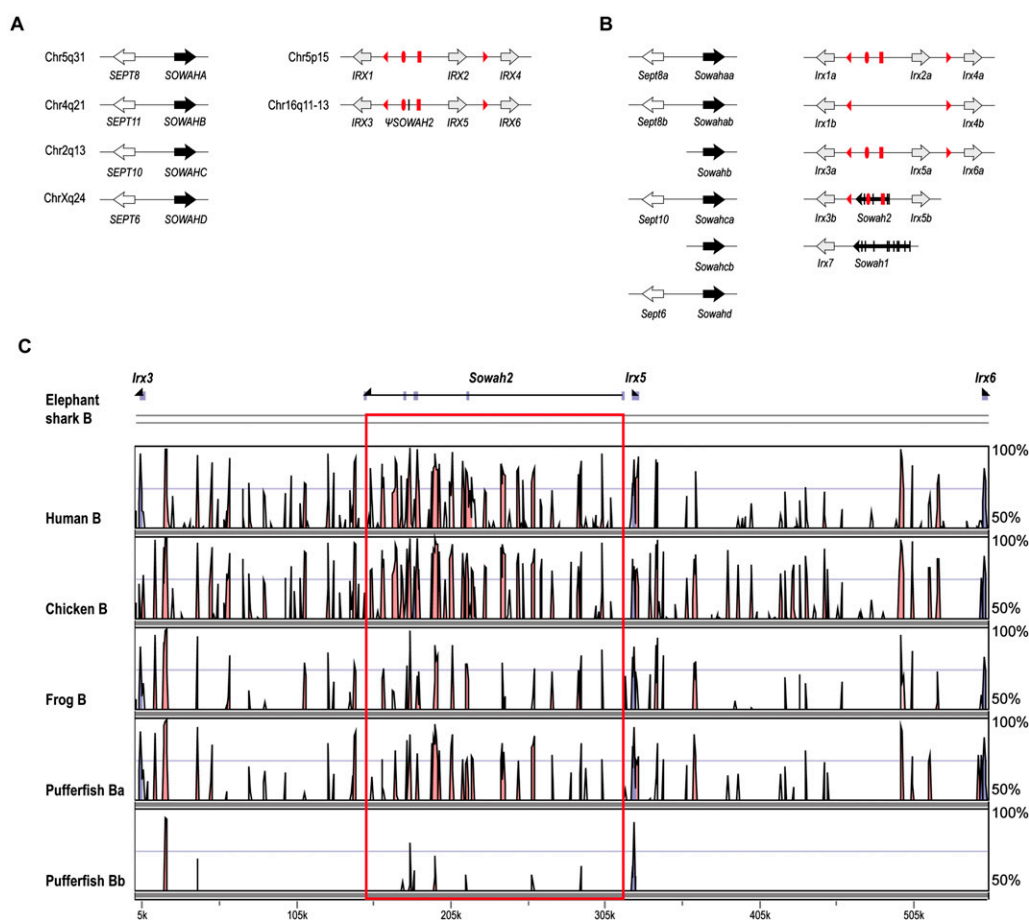 A
B
Chr5q31
SEPT8 SOWAHA
Chr4q21
SEPT11 SOWAHB
Chr2q13
SEPT10 SOWAHC
ChrXq24
SEPT6 SOWAHD
Chr5p15
IRX1 IRX2 IRX4
Chr16q11-13
IRX3 ΨSOWAH2 IRX5 IRX6
Sept8a Sowahaa
Sept8b Sowahab
Sowahb
Sept10 Sowahca
Sowahcb
Sept6 Sowahd
Irx1a Irx2a Irx4a
Irx1b Irx4b
Irx3a Irx5a Irx6a
Irx3b Sowah2 Irx5b
Irx7 Sowah1
C
Irx3 Sowah2 Irx5 Irx6
Elephant
shark B
100%
Human B
50%
100%
Chicken B
50%
100%
Frog B
50%
100%
Pufferfish Ba
50%
100%
Pufferfish Bb
50%
5k 105k 205k 305k 405k 505k